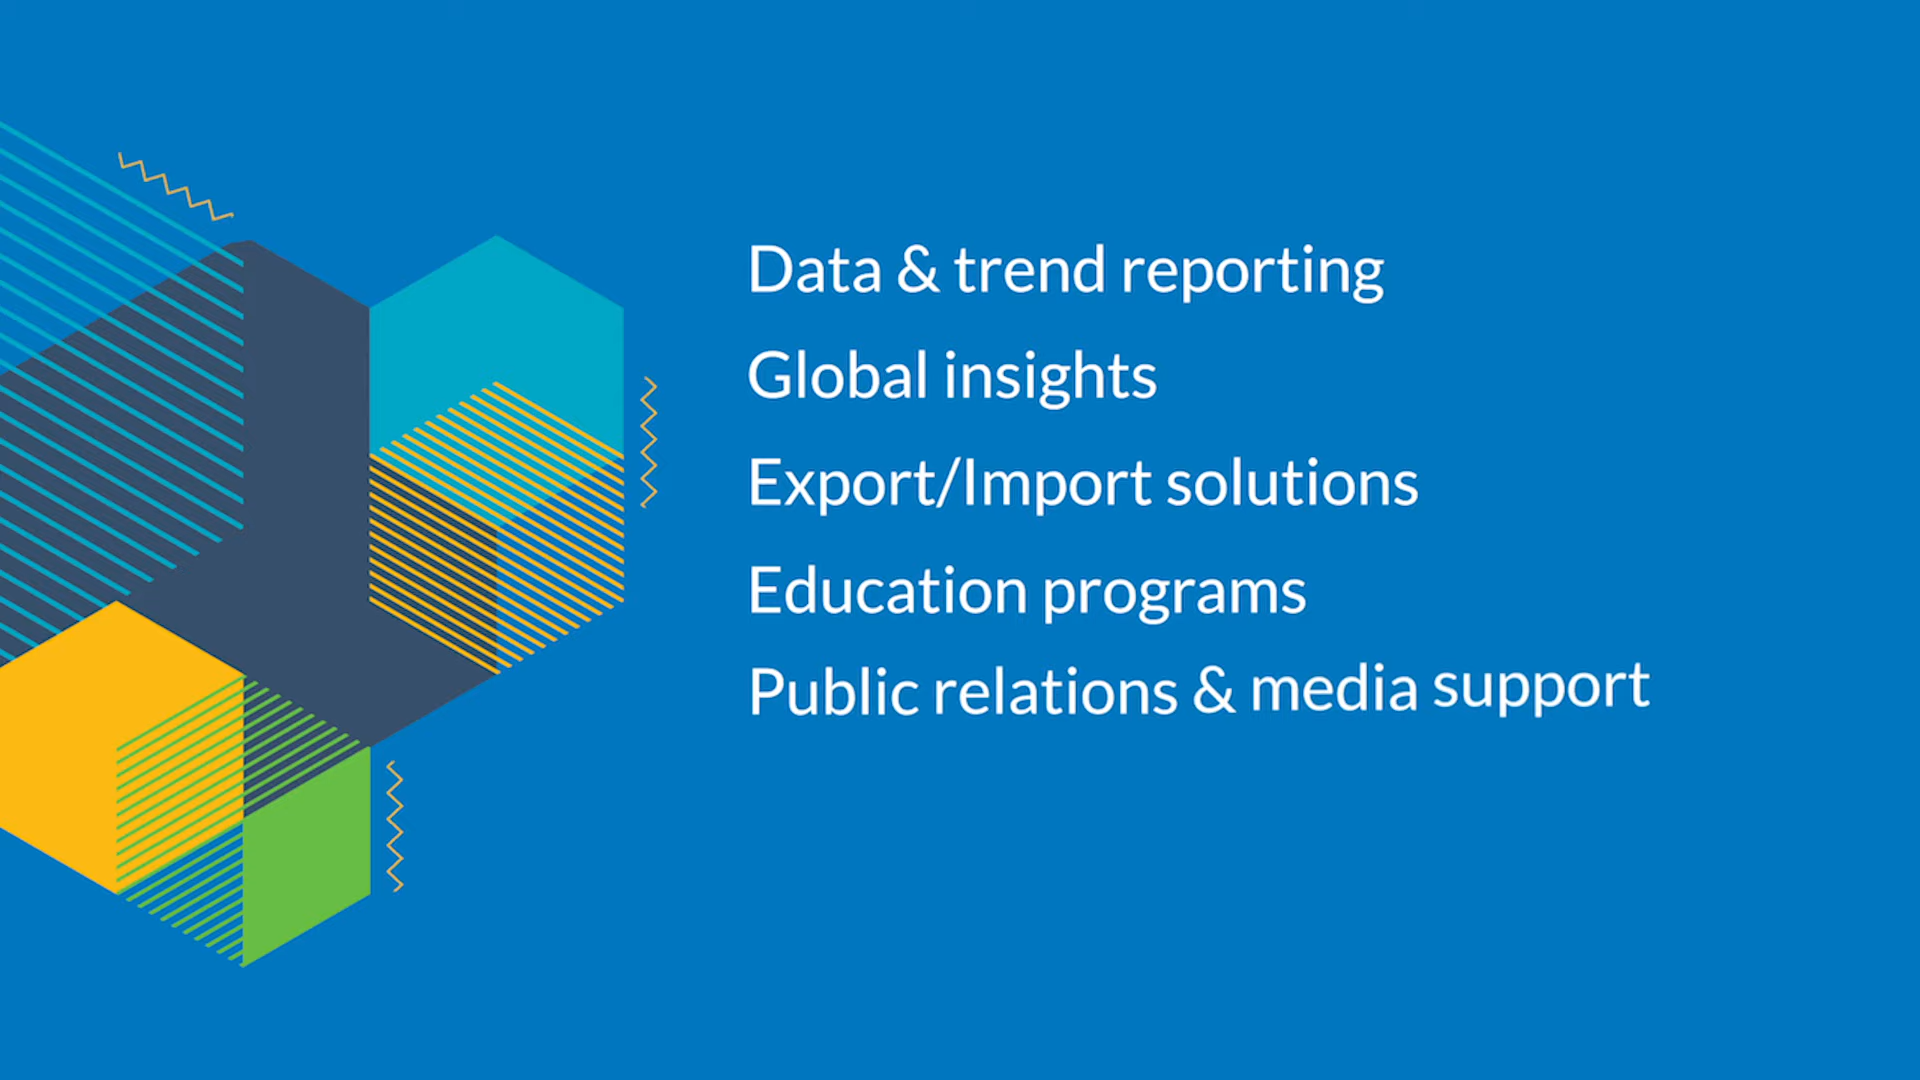 Data & trend reporting
Global insights
Export/Import solutions
Education programs
Public relations & media support